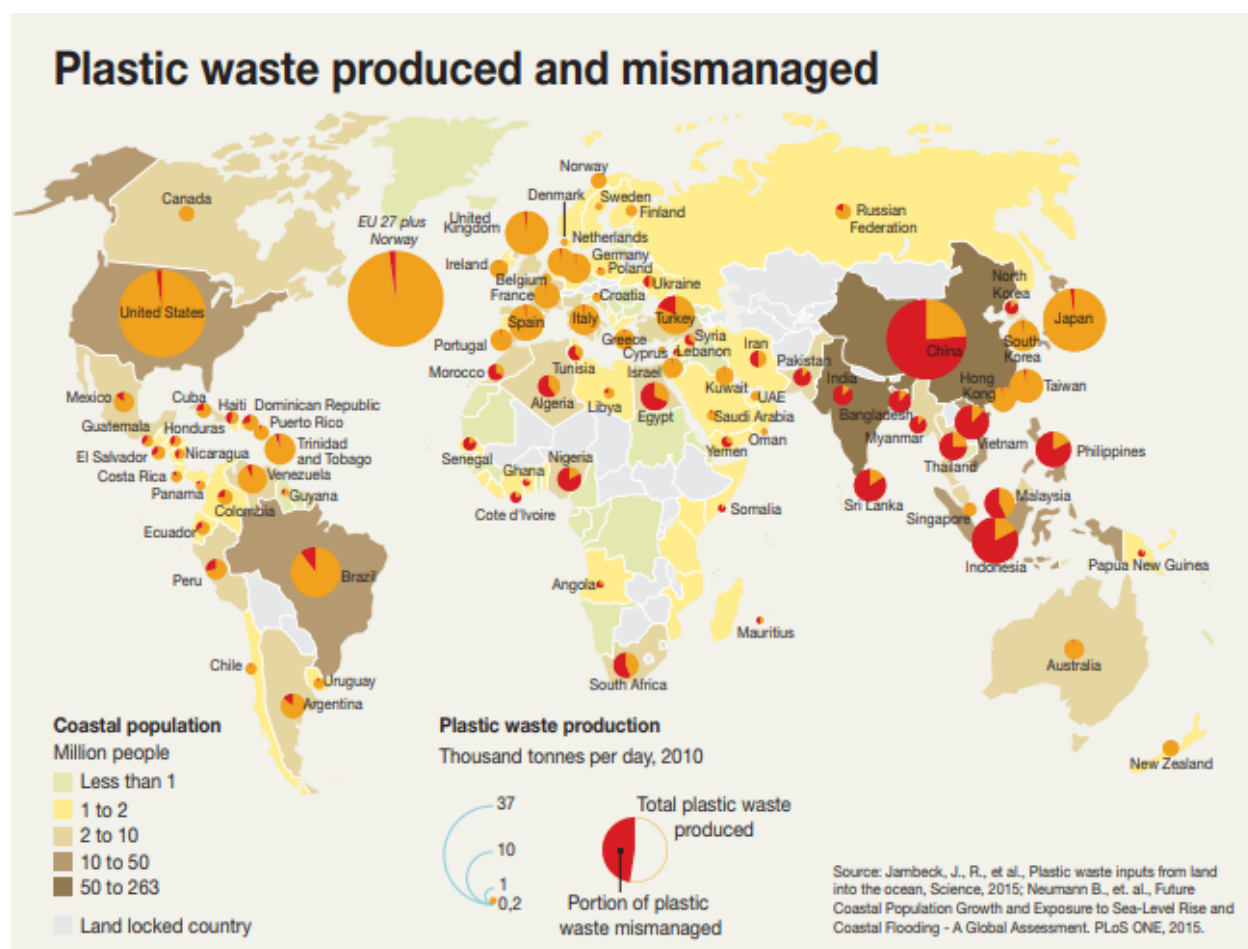 Plastic waste produced and mismanaged
Norway
Denmark
Sweden
Canada
Finland
Russian
Federation
EU 27 plus
Norway
United
Kingdom
Netherlands
Germany
Ireland
Poland
Belgium
Ukraine
North
Korea
France
Croatia
United States
Spain
Italy
Turkey
Japan
Portugal
Greece
Syria
Iran
China
South
Korea
Cyprus
Lebanon
Morocco
Tunisia
Israel
Pakistan
Mexico
Cuba
Haiti
Dominican Republic
Algeria
Libya
Egypt
Kuwait
UAE
India
Hong
Kong
Taiwan
Puerto Rico
Guatemala
Honduras
Saudi Arabia
Bangladesh
Trinidad
and Tobago
Oman
Myanmar
Vietnam
El Salvador
Nicaragua
Senegal
Ghana
Nigeria
Yemen
Thailand
Philippines
Costa Rica
Venezuela
Panama
Guyana
Colombia
Cote d'Ivoire
Somalia
Sri Lanka
Malaysia
Singapore
Ecuador
Indonesia
Papua New Guinea
Peru
Brazil
Angola
Mauritius
Chile
Uruguay
South Africa
Australia
Argentina
New Zealand
Coastal population
Million people
Less than 1
1 to 2
2 to 10
10 to 50
50 to 263
Land locked country
Plastic waste production
Thousand tonnes per day, 2010
37
10
1
0,2
Total plastic waste
produced
Portion of plastic
waste mismanaged
Source: Jambeck, J., R., et al., Plastic waste inputs from land
into the ocean, Science, 2015; Neumann B., et. al., Future
Coastal Population Growth and Exposure to Sea-Level Rise and
Coastal Flooding - A Global Assessment. PLoS ONE, 2015.